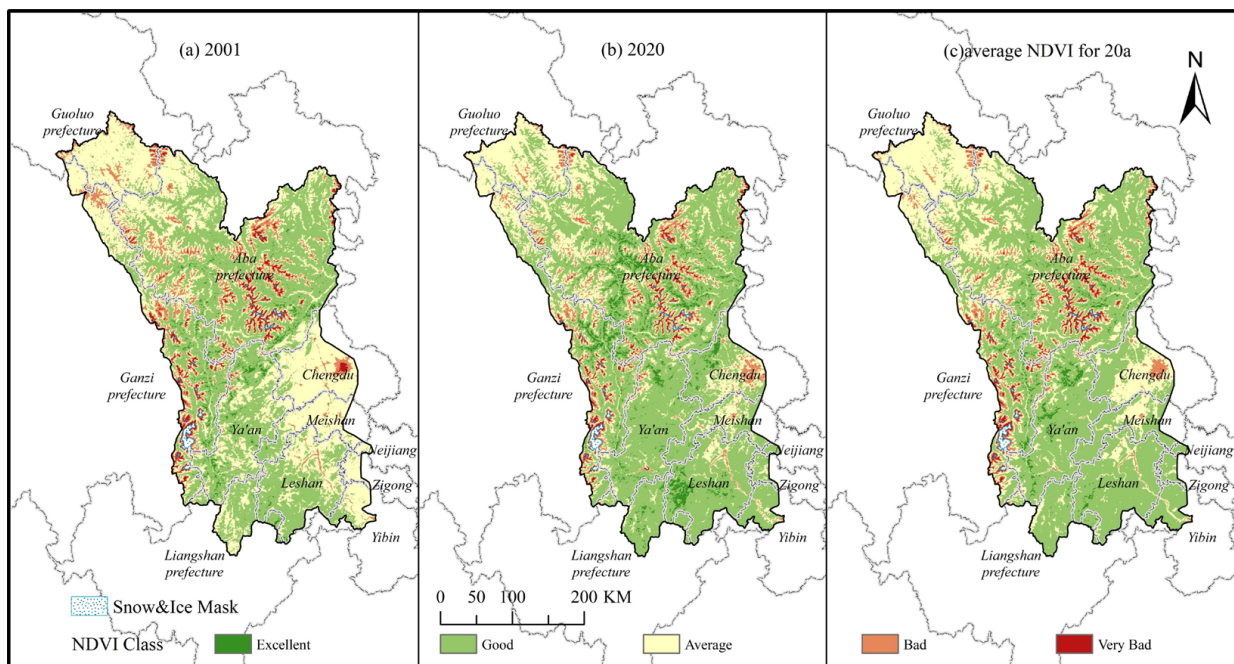 (a) 2001
Guoluo
prefecture
Aba
prefecture
Ganzi
prefecture
Chengdu
Meishan
Ya'an
Neijiang
Leshan
Zigong
Yibin
Liangshan
prefecture
(b) 2020
Guoluo
prefecture
Aba
prefecture
Ganzi
prefecture
Chengdu
Meishan
Ya'an
Neijiang
Leshan
Zigong
Yibin
Liangshan
prefecture
0 50 100 200 KM
(c)average NDVI for 20a
N
Guoluo
prefecture
Aba
prefecture
Ganzi
prefecture
Chengdu
Meishan
Ya'an
Neijiang
Leshan
Zigong
Yibin
Liangshan
prefecture
Snow&Ice Mask
NDVI Class Excellent Good Average Bad Very Bad